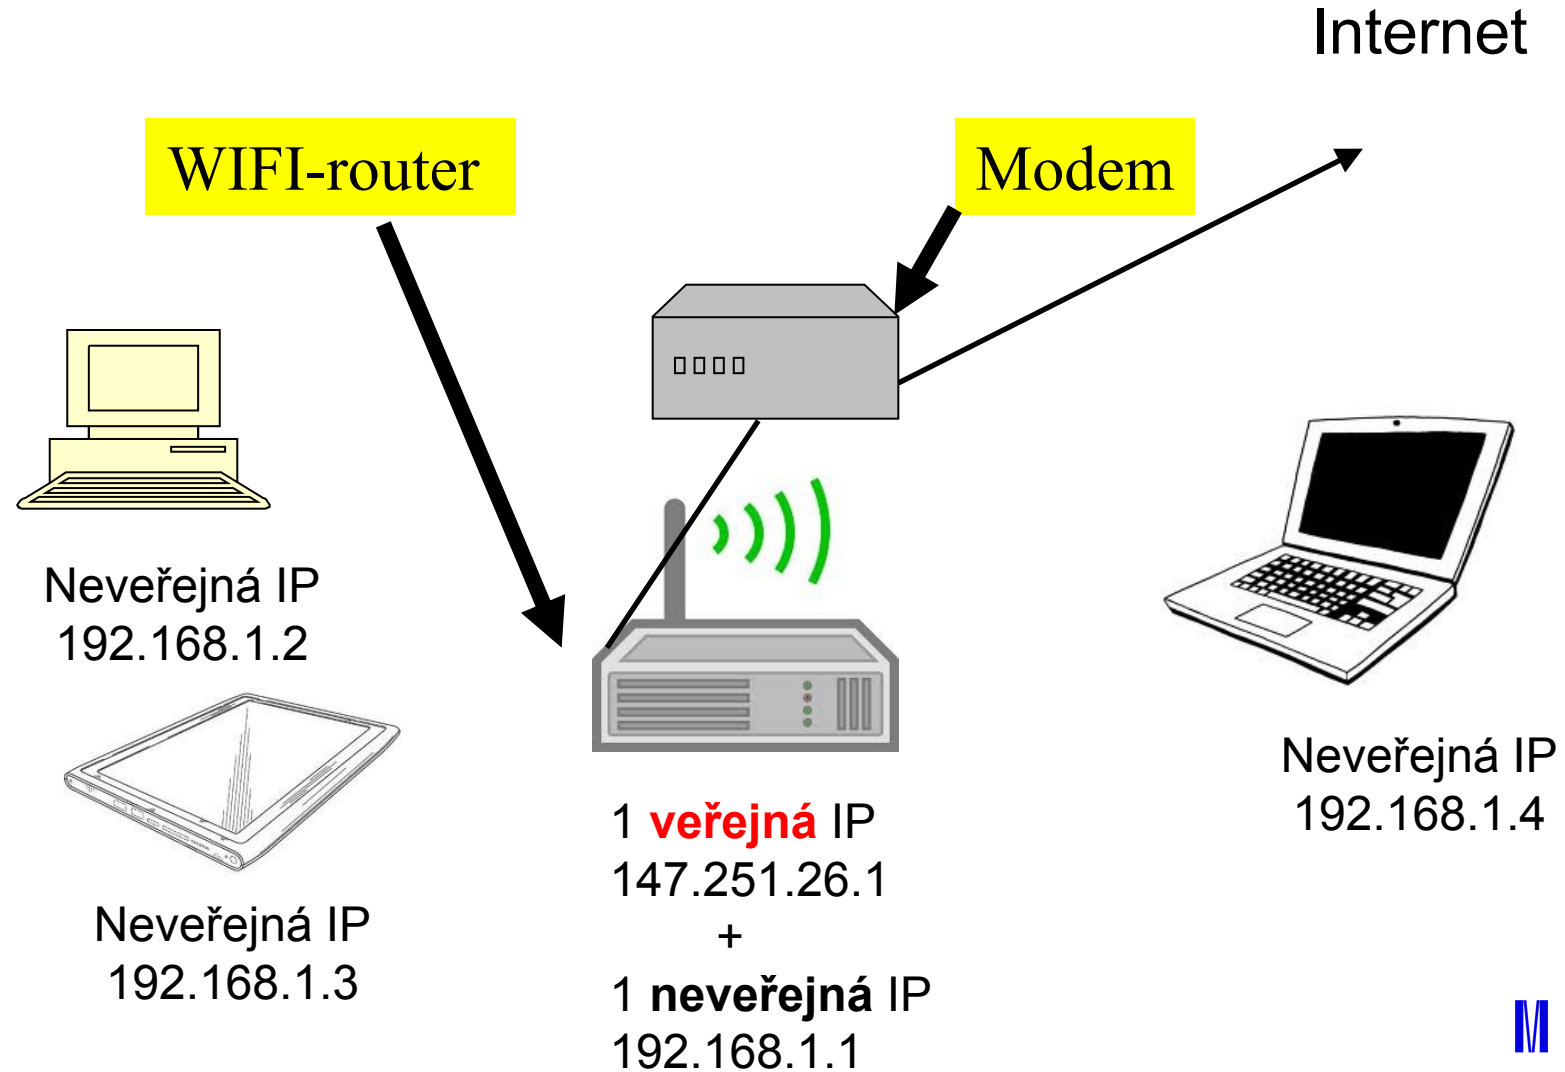 Internet
WIFI-router
Modem
Neveřejná IP
192.168.1.2
Neveřejná IP
192.168.1.3
1 veřejná IP
147.251.26.1
+
1 neveřejná IP
192.168.1.1
Neveřejná IP
192.168.1.4
M